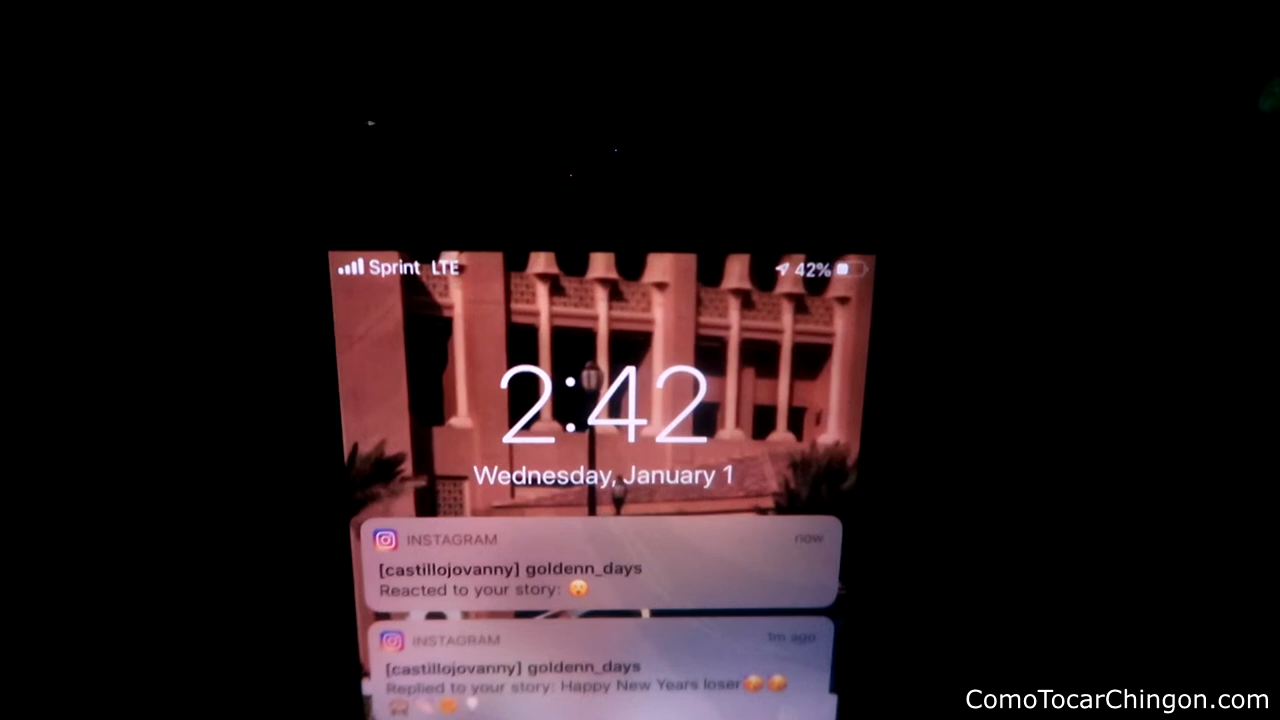 Sprint LTE 42%
2:42
Wednesday, January 1
INSTAGRAM now
[castillojovanny] goldenn_days
Reacted to your story: 😮
INSTAGRAM 1m ago
[castillojovanny] goldenn_days
Replied to your story: Happy New Years loser🥰🥰
ComoTocarChingon.com